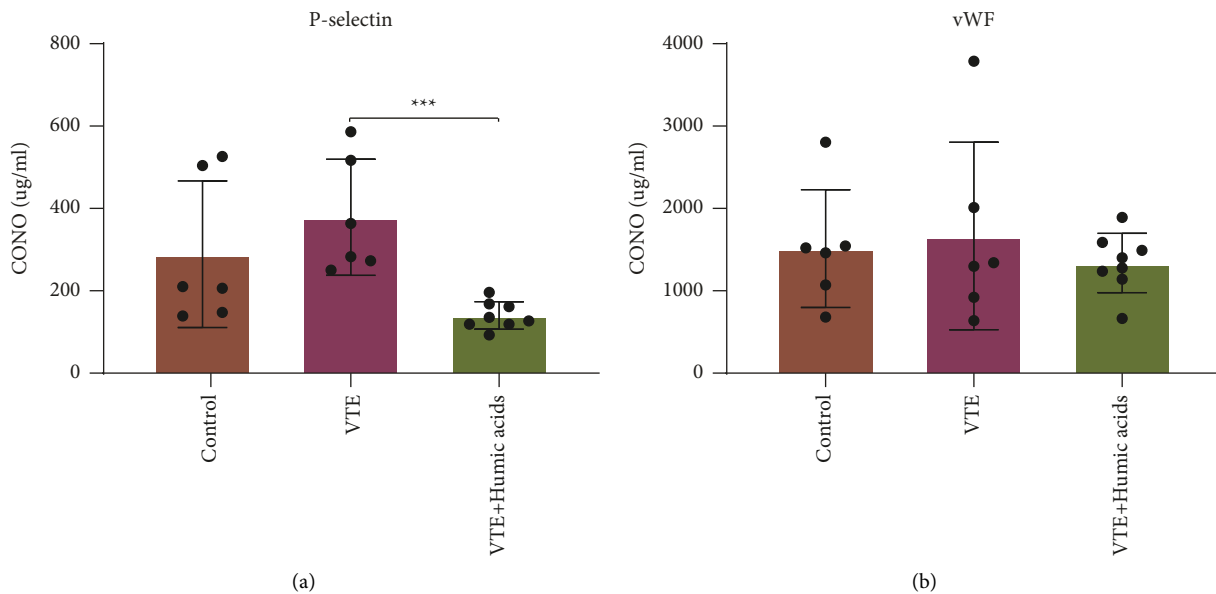 P-selectin
800
600
400
200
0
CONO (ug/ml)
***
Control
VTE
VTE+Humic acids
(a)
vWF
4000
3000
2000
1000
0
CONO (ug/ml)
Control
VTE
VTE+Humic acids
(b)